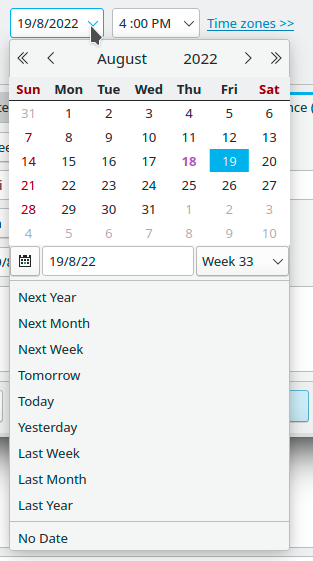 19/8/2022 4 :00 PM Time zones >>
August 2022
Sun Mon Tue Wed Thu Fri Sat
31 1 2 3 4 5 6
7 8 9 10 11 12 13
14 15 16 17 18 19 20
21 22 23 24 25 26 27
28 29 30 31 1 2 3
4 5 6 7 8 9 10
19/8/22 Week 33
Next Year
Next Month
Next Week
Tomorrow
Today
Yesterday
Last Week
Last Month
Last Year
No Date